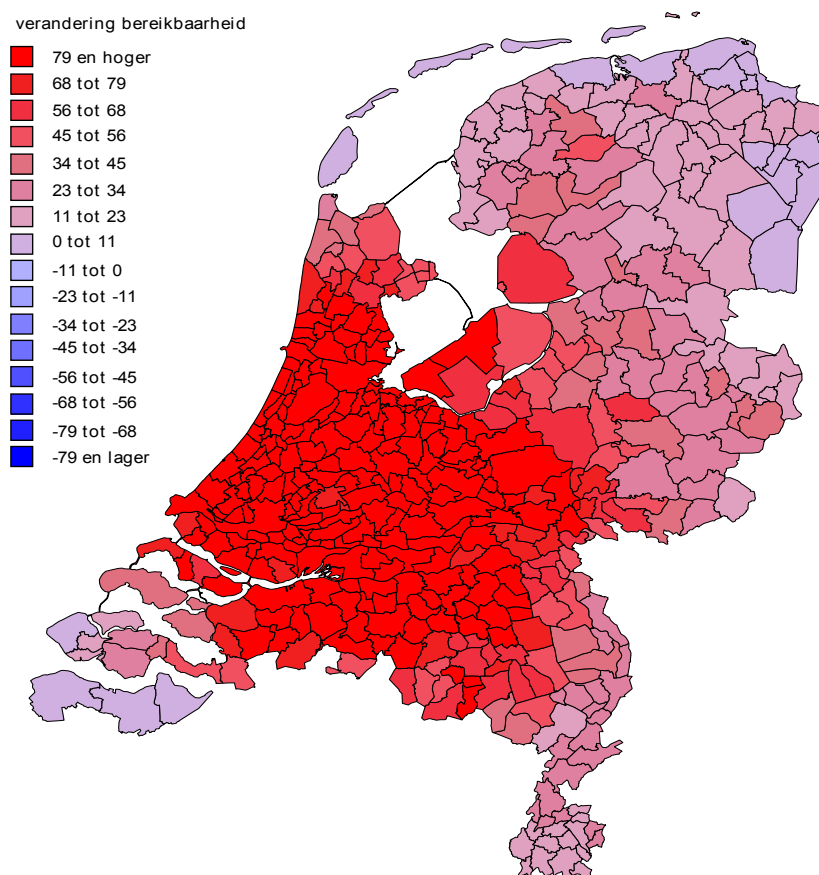 verandering bereikbaarheid
79 en hoger
68 tot 79
56 tot 68
45 tot 56
34 tot 45
23 tot 34
11 tot 23
0 tot 11
-11 tot 0
-23 tot -11
-34 tot -23
-45 tot -34
-56 tot -45
-68 tot -56
-79 tot -68
-79 en lager